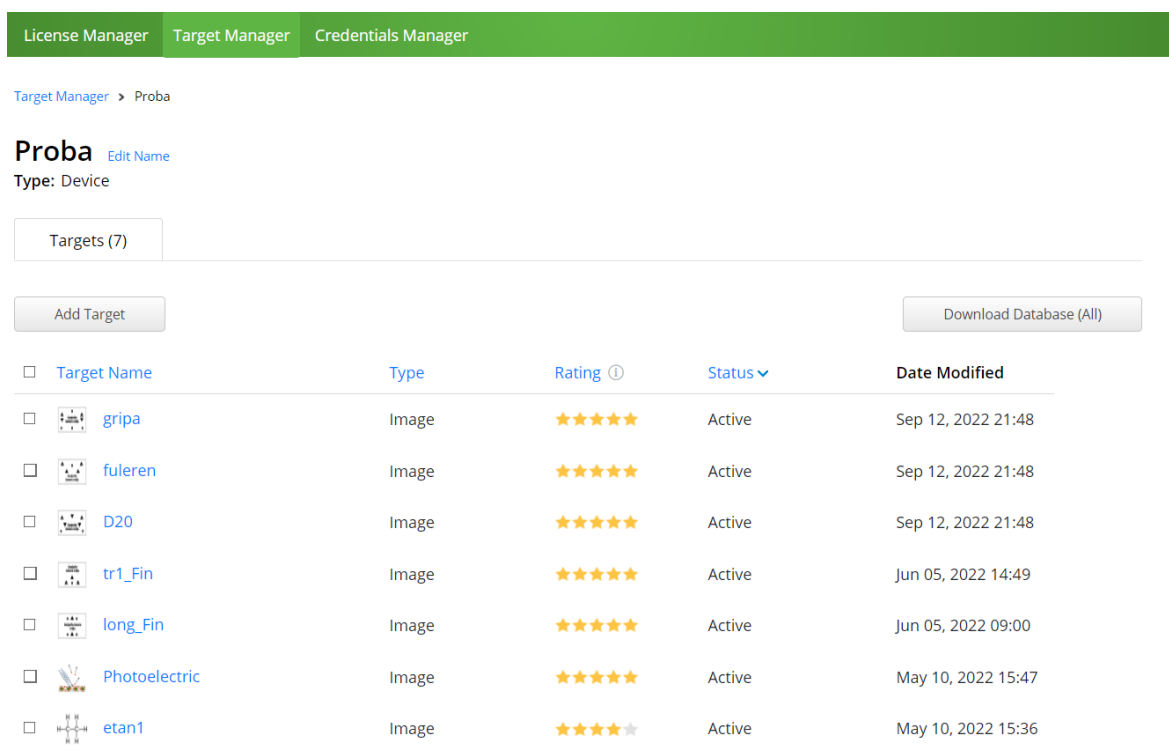 License Manager Target Manager Credentials Manager
Target Manager > Proba
Proba Edit Name
Type: Device
Targets (7)
Add Target Download Database (All)
Target Name Type Rating Status Date Modified
gripa Image Active Sep 12, 2022 21:48
fuleren Image Active Sep 12, 2022 21:48
D20 Image Active Sep 12, 2022 21:48
tr1_Fin Image Active Jun 05, 2022 14:49
long_Fin Image Active Jun 05, 2022 09:00
Photoelectric Image Active May 10, 2022 15:47
etan1 Image Active May 10, 2022 15:36